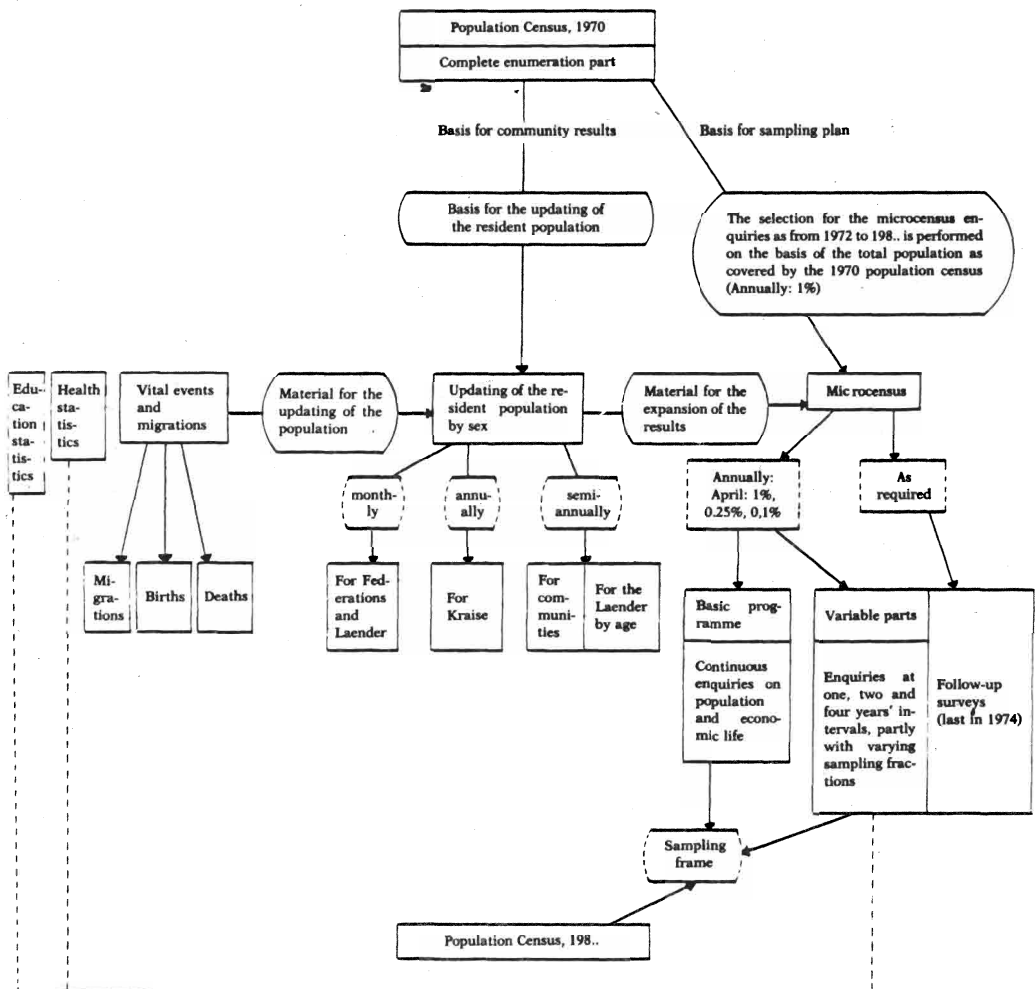 Population Census, 1970
Complete enumeration part
Basis for community results
Basis for sampling plan
Basis for the updating of
the resident population
The selection for the microcensus en-
quiries as from 1972 to 198.. is performed
on the basis of the total population as
covered by the 1970 population census
(Annually: 1%)
Edu-
ca-
tion
sta-
tis-
tics
Health
sta-
tis-
tics
Vital events
and
migrations
Material for the
updating of the
population
Updating of the re-
sident population
by sex
Material for the
expansion of the
results
Microcensus
month-
ly
annu-
ally
semi-
annually
Annually:
April: 1%,
0.25%, 0,1%
As
required
Mi-
gra-
tions
Births
Deaths
For Fed-
erations
and
Laender
For
Kraise
For
com-
muni-
ties
For the
Laender
by age
Basic prog-
ramme
Continuous
enquiries on
population
and econo-
mic life
Variable parts
Enquiries at
one, two and
four years' in-
tervals, partly
with varying
sampling frac-
tions
Follow-up
surveys
(last in 1974)
Sampling
frame
Population Census, 198..